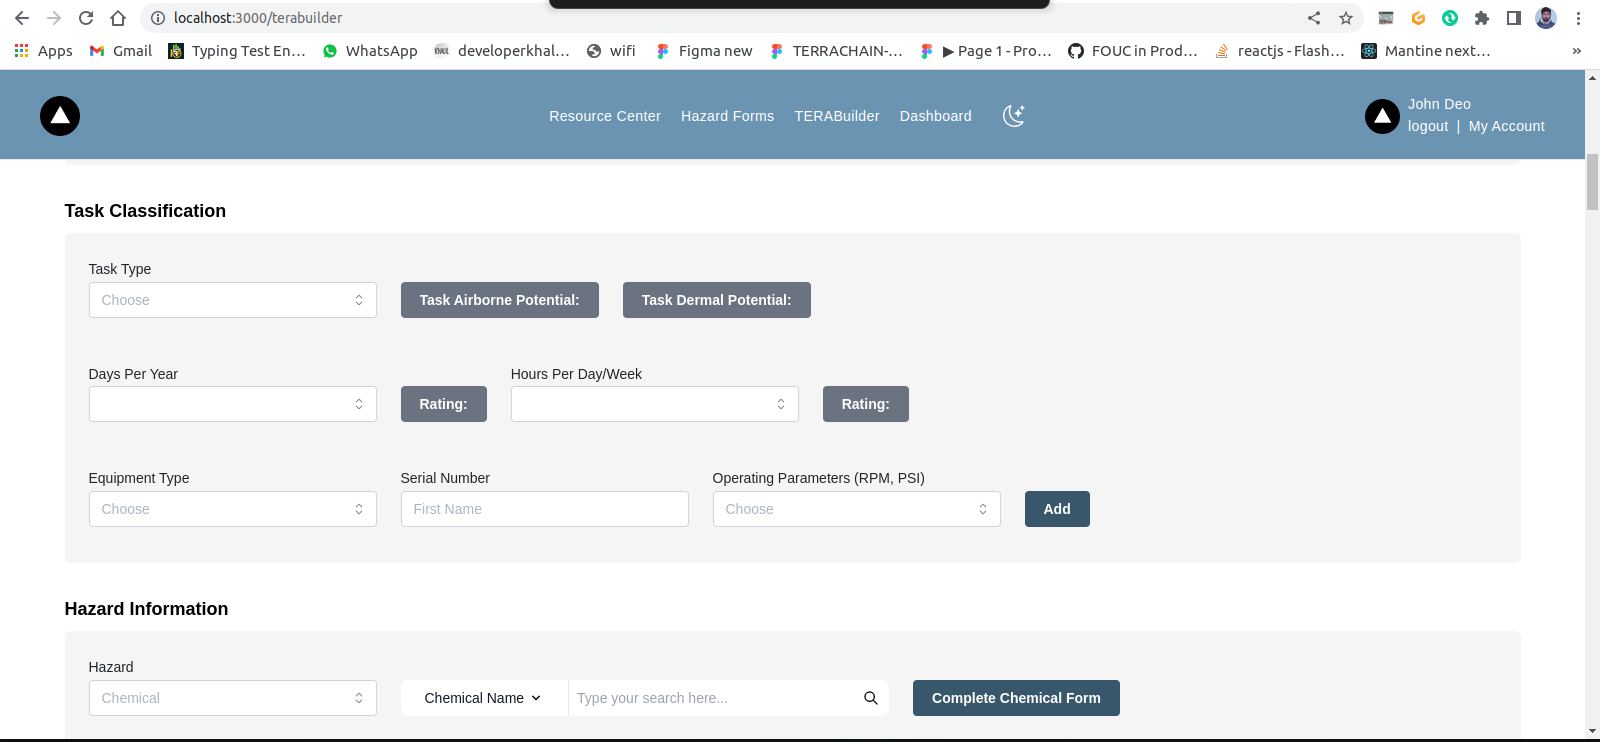 localhost:3000/terabuilder
Apps Gmail Typing Test En... WhatsApp developerkhal... wifi Figma new TERRACHAIN-... ▶ Page 1 - Pro... FOUC in Prod... reactjs - Flash... Mantine next... »
Resource Center Hazard Forms TERABuilder Dashboard
John Deo
logout | My Account
Task Classification
Task Type
Choose Task Airborne Potential: Task Dermal Potential:
Days Per Year Hours Per Day/Week
Rating: Rating:
Equipment Type Serial Number Operating Parameters (RPM, PSI)
Choose First Name Choose Add
Hazard Information
Hazard
Chemical Chemical Name Type your search here... Complete Chemical Form